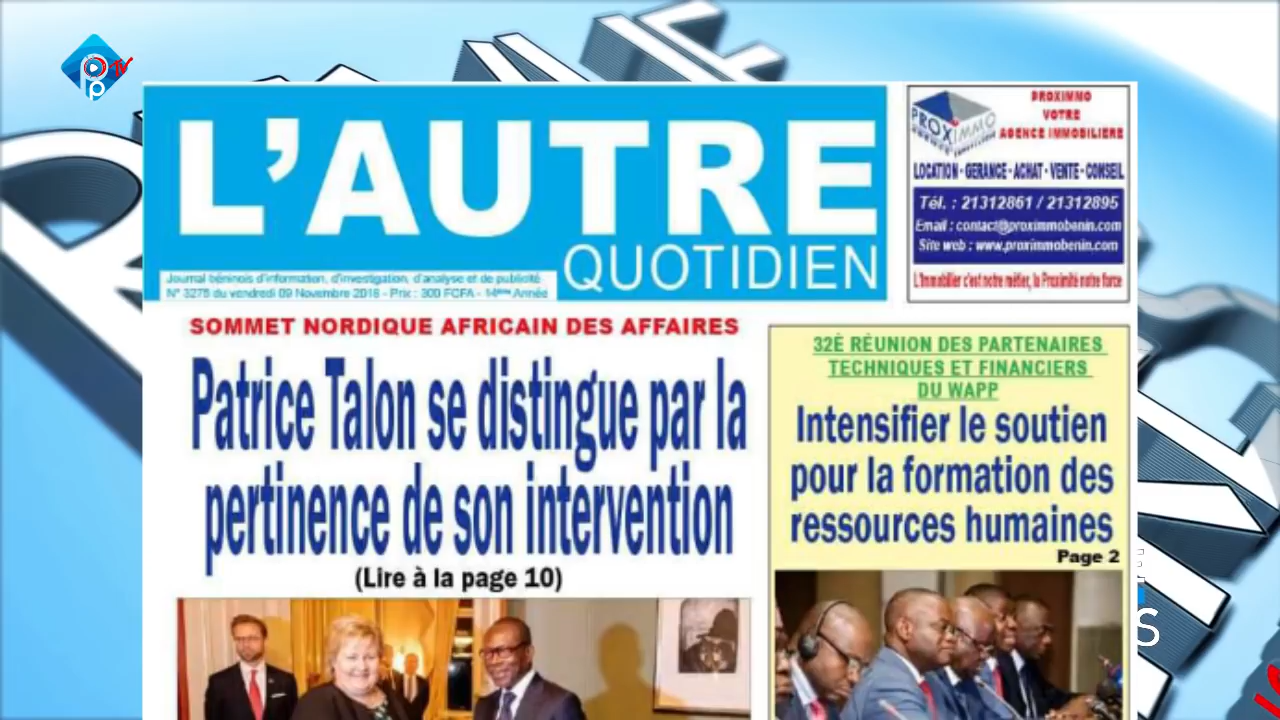 TV
L'AUTRE
QUOTIDIEN
Journal béninois d'information, d'investigation, d'analyse et de publicité
N° 3275 du vendredi 09 Novembre 2018 - Prix : 300 FCFA - 14ème Année
PROXIMMO
PROXIMMO
VOTRE
AGENCE IMMOBILIERE
LOCATION - GERANCE - ACHAT - VENTE - CONSEIL
Tél. : 21312861 / 21312895
Email : contact@proximmobenin.com
Site web : www.proximmobenin.com
L'Immobilier c'est notre métier, la Proximité notre force
SOMMET NORDIQUE AFRICAIN DES AFFAIRES
Patrice Talon se distingue par la
pertinence de son intervention
(Lire à la page 10)
32È RÉUNION DES PARTENAIRES
TECHNIQUES ET FINANCIERS
DU WAPP
Intensifier le soutien
pour la formation des
ressources humaines
Page 2